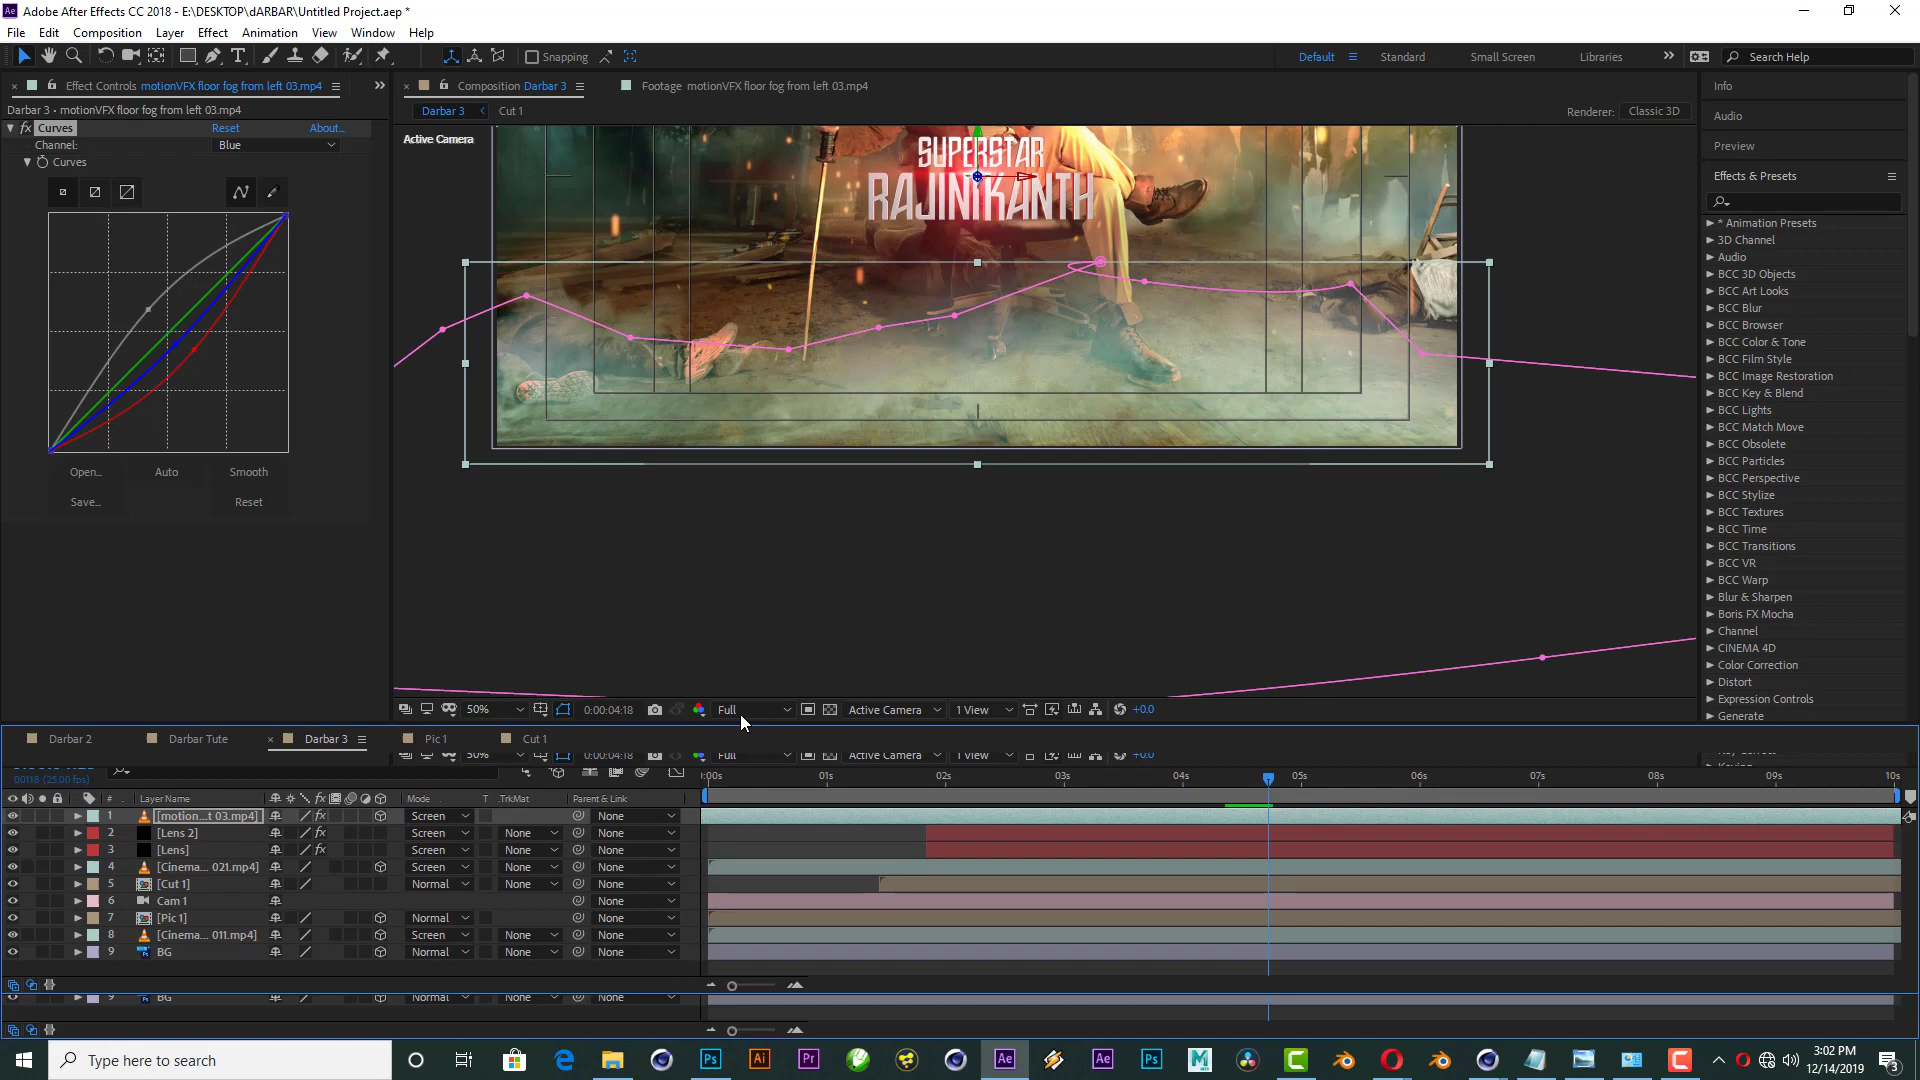 Adobe After Effects CC 2018 - E:\DESKTOP\dARBAR\Untitled Project.aep *
File Edit Composition Layer Effect Animation View Window Help
Snapping Default Standard Small Screen Libraries Search Help
Effect Controls motionVFX floor fog from left 03.mp4
Composition Darbar 3
Footage motionVFX floor fog from left 03.mp4
Darbar 3 • motionVFX floor fog from left 03.mp4
Darbar 3 Cut 1
Renderer: Classic 3D
fx Curves Reset About...
Channel: Blue
Curves
Open... Auto Smooth
Save... Reset
Active Camera
SUPERSTAR
RAJINIKANTH
Info
Audio
Preview
Effects & Presets
* Animation Presets
3D Channel
Audio
BCC 3D Objects
BCC Art Looks
BCC Blur
BCC Browser
BCC Color & Tone
BCC Film Style
BCC Image Restoration
BCC Key & Blend
BCC Lights
BCC Match Move
BCC Obsolete
BCC Particles
BCC Perspective
BCC Stylize
BCC Textures
BCC Time
BCC Transitions
BCC VR
BCC Warp
Blur & Sharpen
Boris FX Mocha
Channel
CINEMA 4D
Color Correction
Distort
Expression Controls
Generate
50% 0:00:04:18 Full Active Camera 1 View +0.0
Darbar 2 Darbar Tute Darbar 3 Pic 1 Cut 1
50% 0:00:04:18 Full Active Camera 1 View +0.0
00118 (25.00 fps)
:00s 01s 02s 03s 04s 05s 06s 07s 08s 09s 10s
# Layer Name fx Mode T .TrkMat Parent & Link
1 [motion...t 03.mp4] fx Screen None
2 [Lens 2] fx Screen None None
3 [Lens] fx Screen None None
4 [Cinema... 021.mp4] Screen None None
5 [Cut 1] Normal None None
6 Cam 1 None
7 [Pic 1] Normal None
8 [Cinema... 011.mp4] Screen None None
9 BG Normal None None
9 BG Normal None None
Type here to search
Ps Ai Pr Ae Ae Ps M
3:02 PM
12/14/2019
3